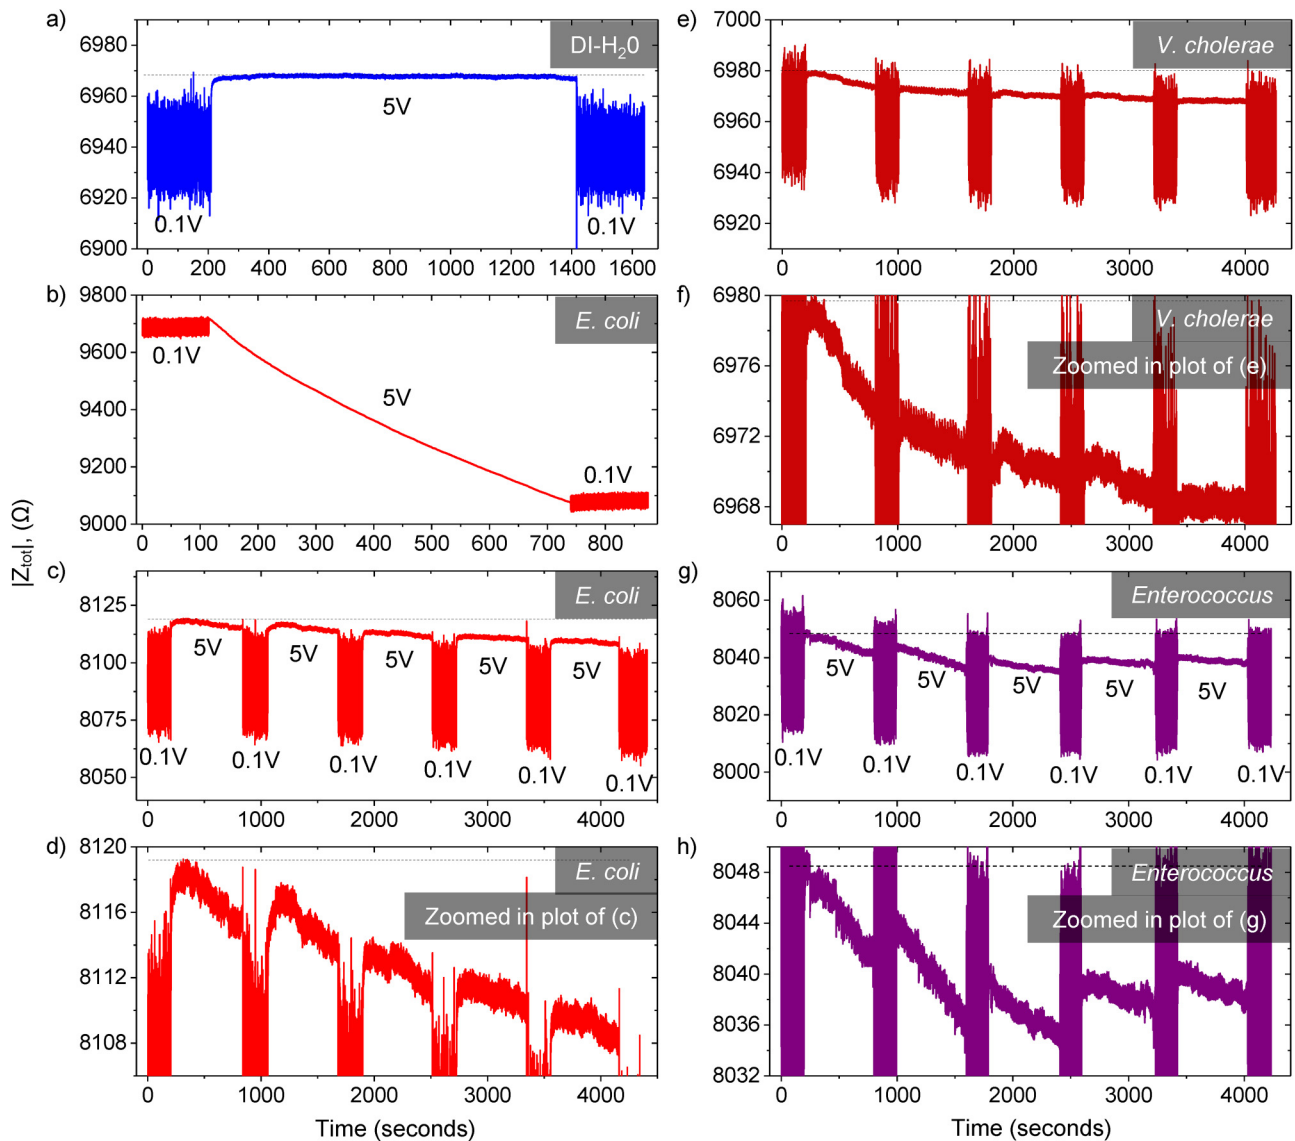 a)
6980
6960
6940
6920
6900
DI-H₂0
5V
0.1V
0.1V
0 200 400 600 800 1000 1200 1400 1600
b)
9800
9600
9400
9200
9000
E. coli
0.1V
5V
0.1V
0 100 200 300 400 500 600 700 800
|Z_tot|, (Ω)
c)
8125
8100
8075
8050
E. coli
5V 5V 5V 5V 5V
0.1V 0.1V 0.1V 0.1V 0.1V 0.1V
0 1000 2000 3000 4000
d)
8120
8116
8112
8108
E. coli
Zoomed in plot of (c)
0 1000 2000 3000 4000
Time (seconds)
e)
7000
6980
6960
6940
6920
V. cholerae
0 1000 2000 3000 4000
f)
6980
6976
6972
6968
V. cholerae
Zoomed in plot of (e)
0 1000 2000 3000 4000
g)
8060
8040
8020
8000
Enterococcus
5V 5V 5V 5V 5V
0.1V 0.1V 0.1V 0.1V 0.1V 0.1V
0 1000 2000 3000 4000
h)
8048
8044
8040
8036
8032
Enterococcus
Zoomed in plot of (g)
0 1000 2000 3000 4000
Time (seconds)